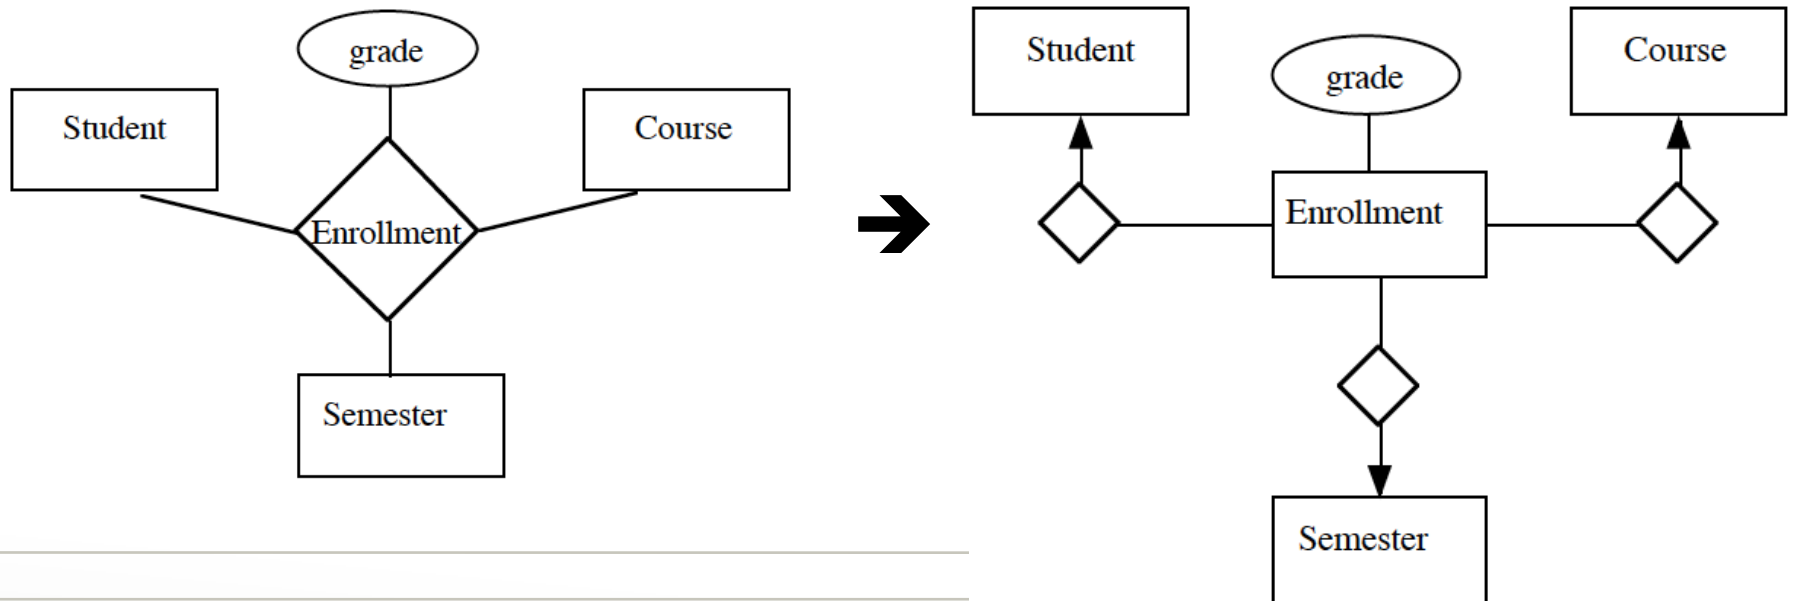 grade
Student
Course
Enrollment
Semester
Student
Course
grade
Enrollment
Semester